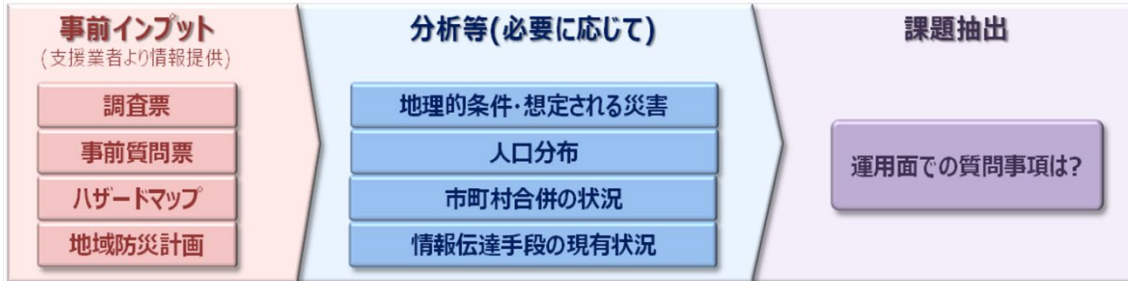 事前インプット
(支援業者より情報提供)
調査票
事前質問票
ハザードマップ
地域防災計画
分析等(必要に応じて)
地理的条件・想定される災害
人口分布
市町村合併の状況
情報伝達手段の現有状況
課題抽出
運用面での質問事項は?